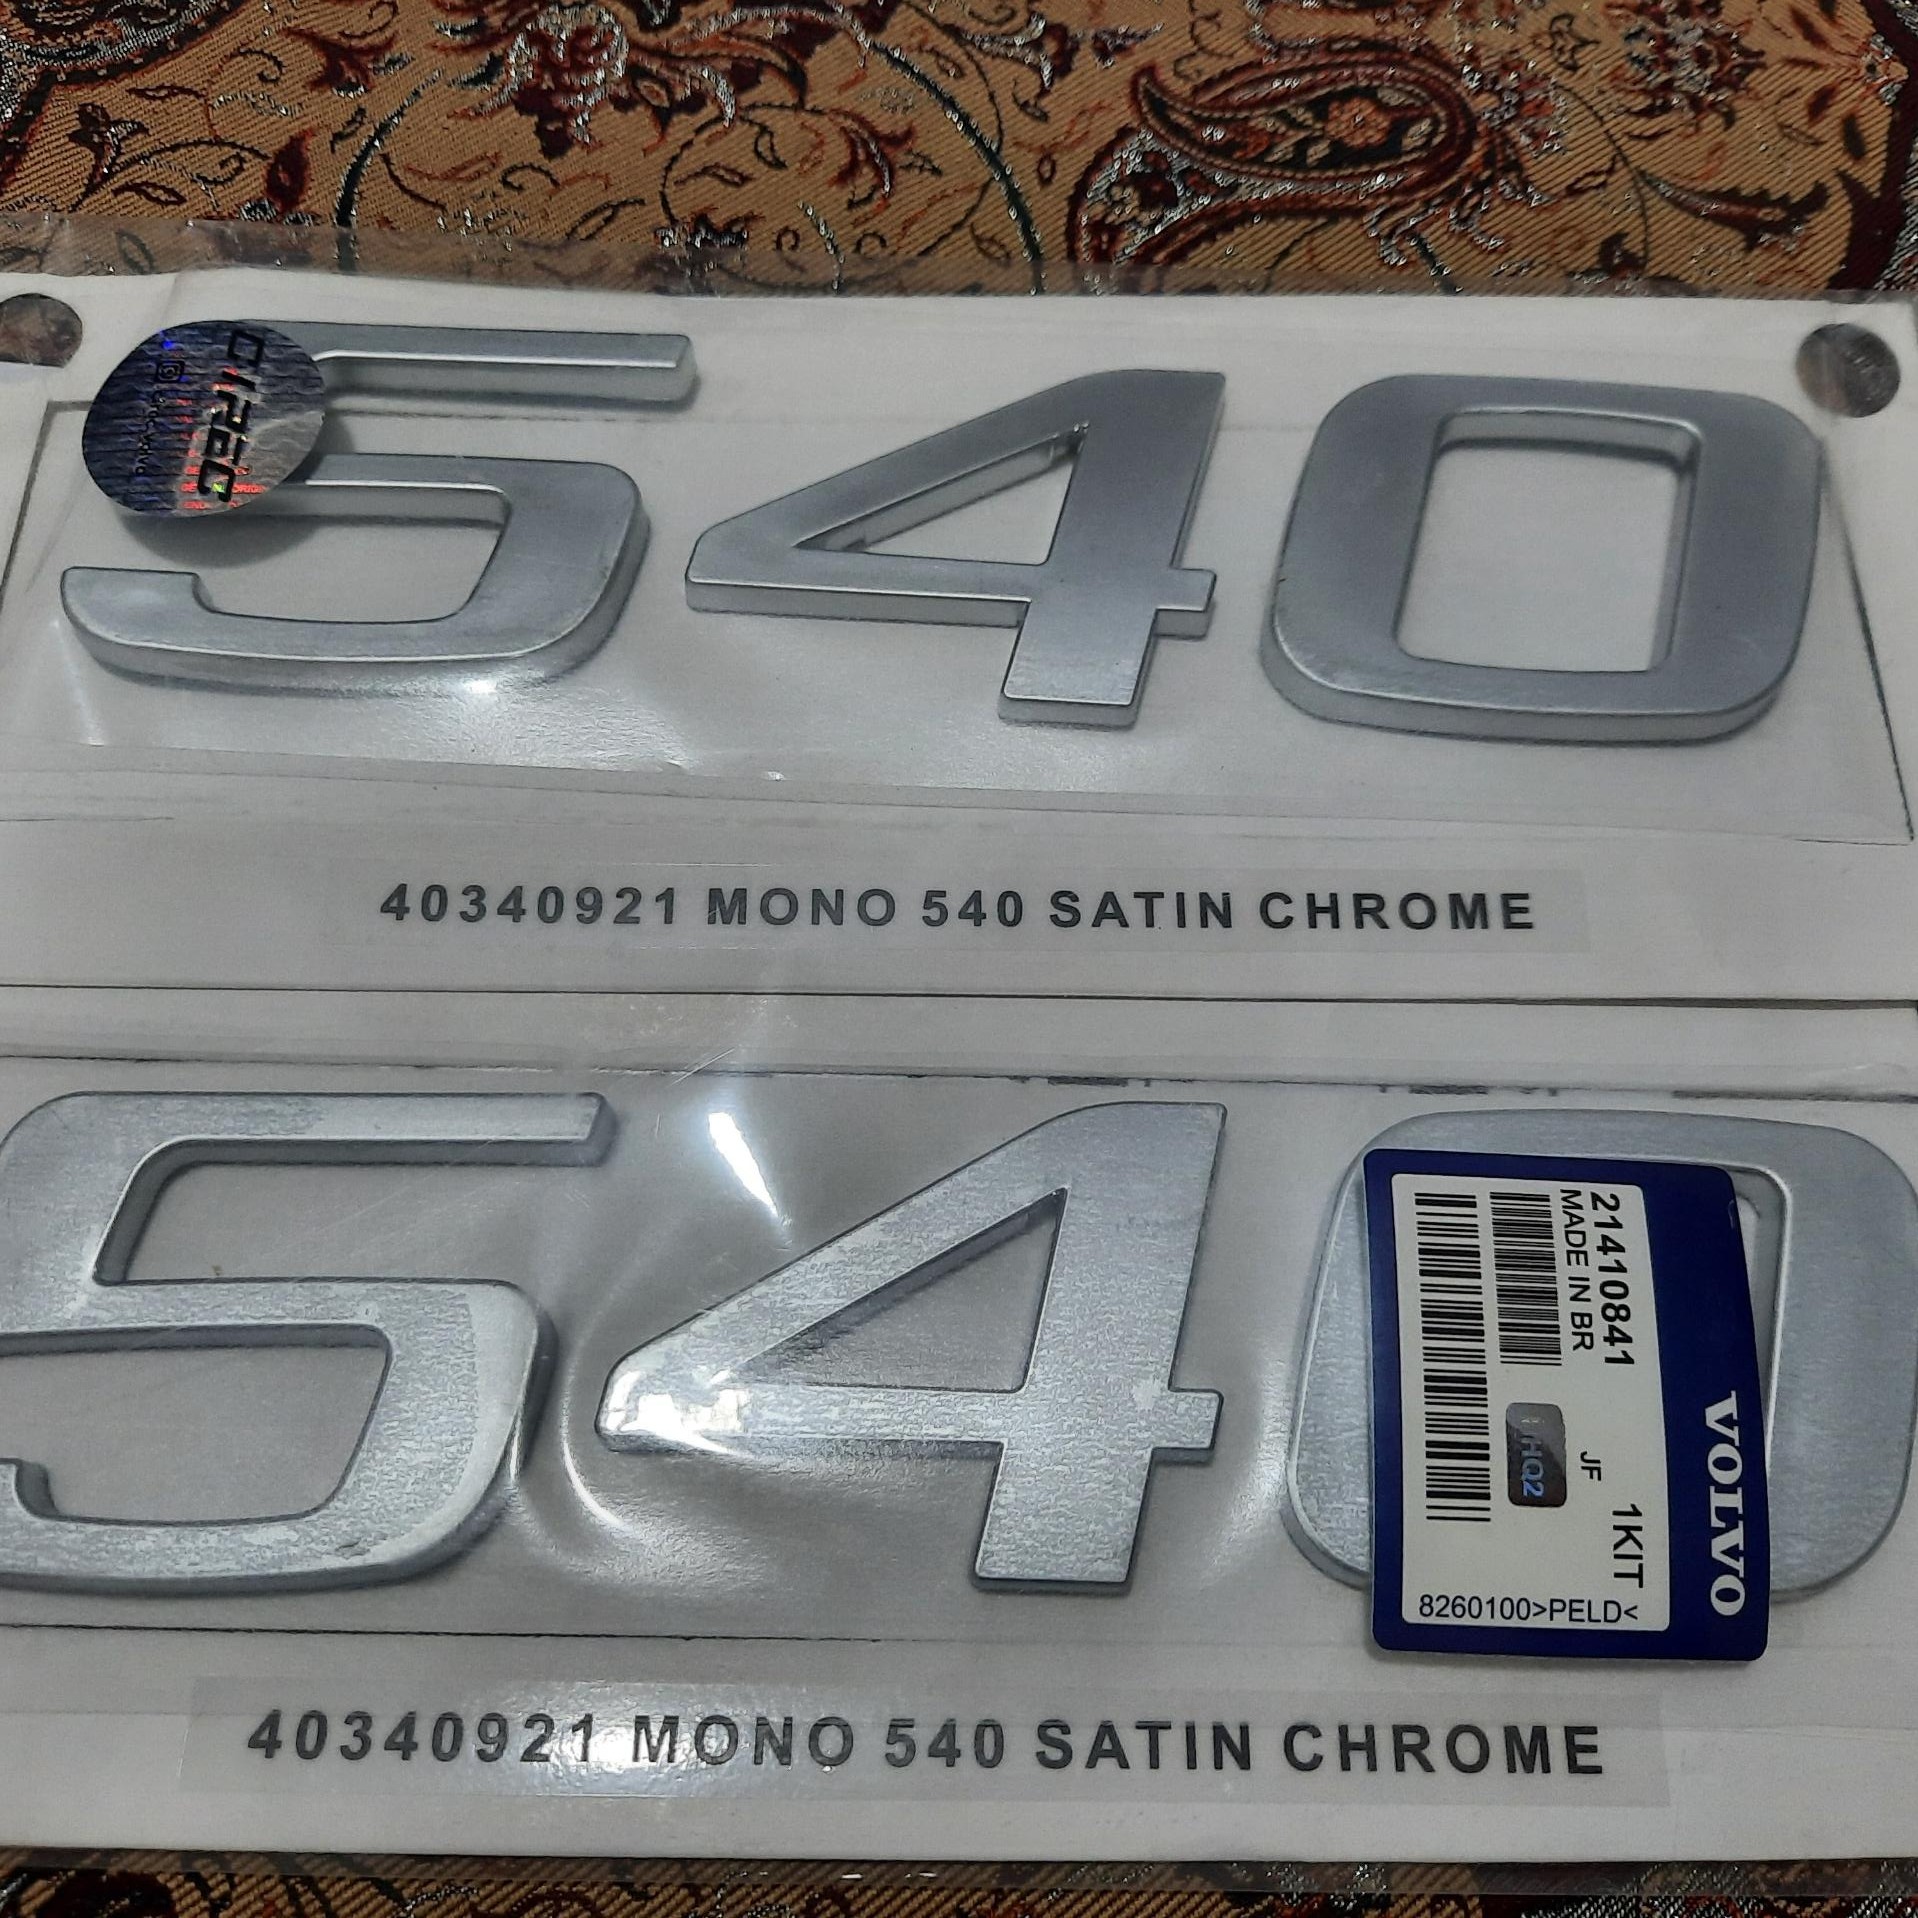 540
40340921 MONO 540 SATIN CHROME
540
21410841
MADE IN BR
JF
1KIT
HQ2
8260100>PELD<
VOLVO
40340921 MONO 540 SATIN CHROME